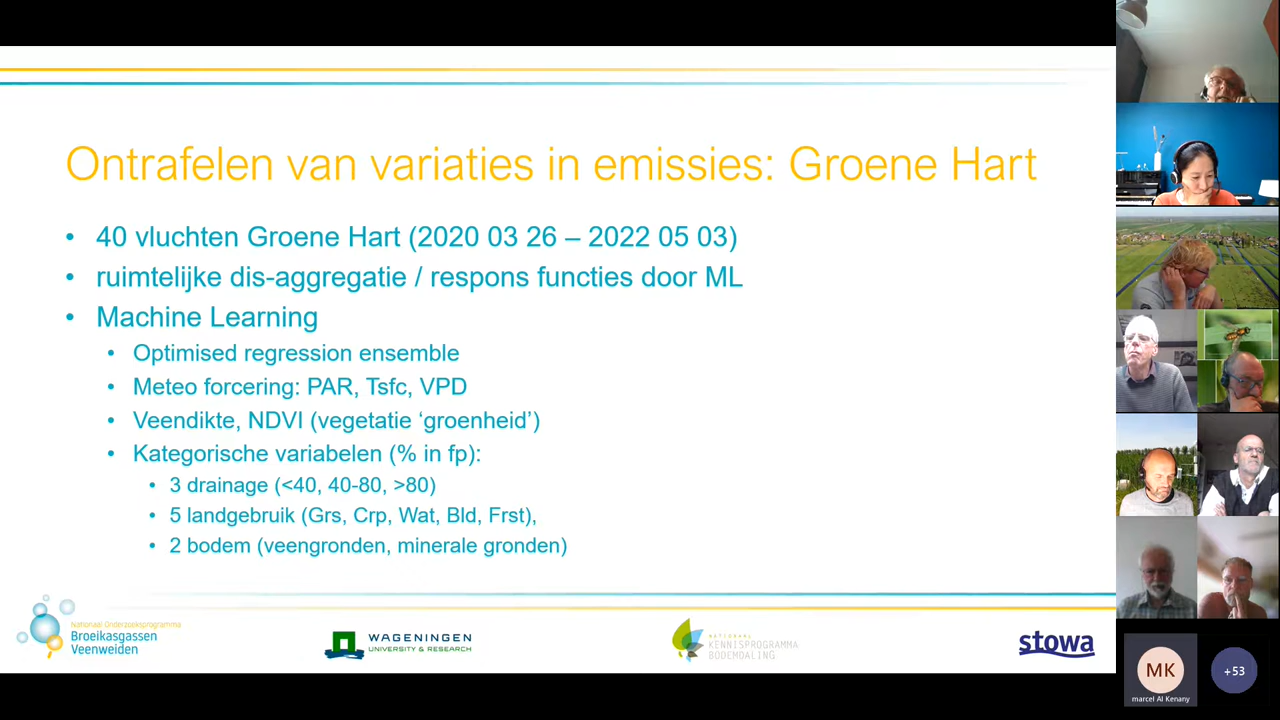 Ontrafelen van variaties in emissies: Groene Hart
• 40 vluchten Groene Hart (2020 03 26 – 2022 05 03)
• ruimtelijke dis-aggregatie / respons functies door ML
• Machine Learning
• Optimised regression ensemble
• Meteo forcering: PAR, Tsfc, VPD
• Veendikte, NDVI (vegetatie ‘groenheid’)
• Kategorische variabelen (% in fp):
• 3 drainage (<40, 40-80, >80)
• 5 landgebruik (Grs, Crp, Wat, Bld, Frst),
• 2 bodem (veengronden, minerale gronden)
Nationaal Onderzoeksprogramma
Broeikasgassen
Veenweiden
WAGENINGEN
UNIVERSITY & RESEARCH
NATIONAAL
KENNISPROGRAMMA
BODEMDALING
stowa
MK
marcel Al Kenany
+53